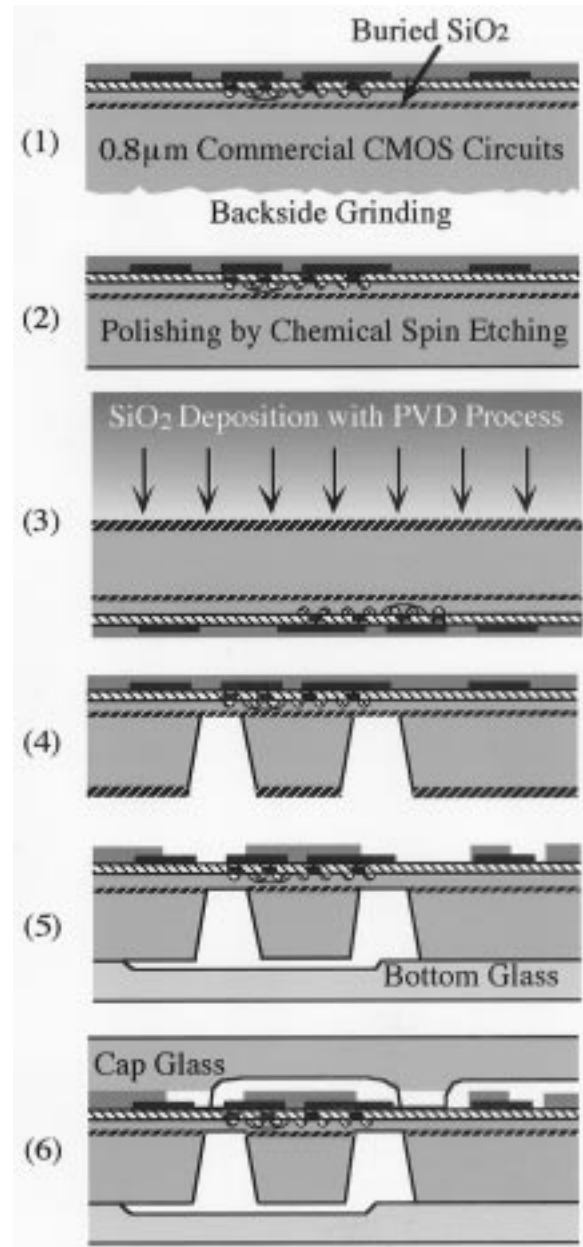 Buried SiO2
(1)
0.8μm Commercial CMOS Circuits
Backside Grinding
(2)
Polishing by Chemical Spin Etching
SiO2 Deposition with PVD Process
(3)
(4)
(5)
Bottom Glass
Cap Glass
(6)